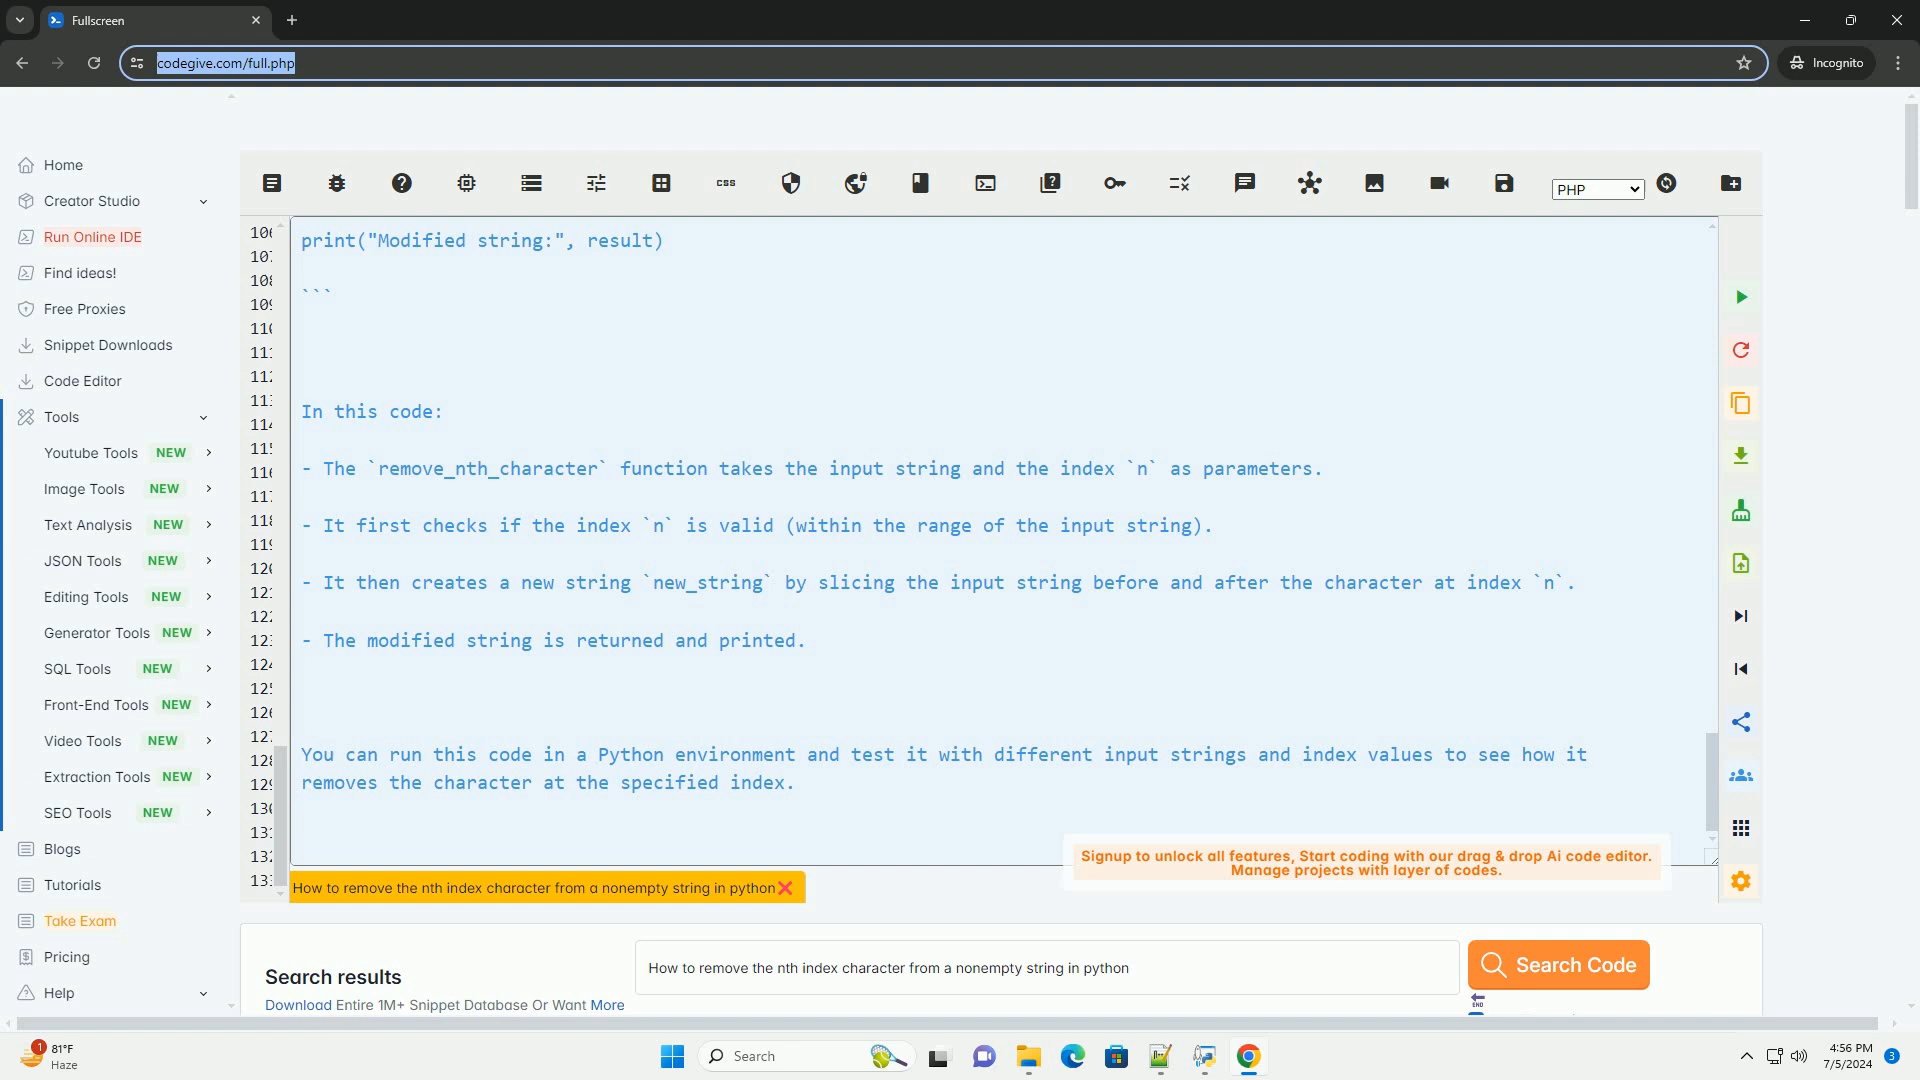 Fullscreen
codegive.com/full.php
Incognito
Home
Creator Studio
Run Online IDE
Find ideas!
Free Proxies
Snippet Downloads
Code Editor
Tools
Youtube Tools NEW
Image Tools NEW
Text Analysis NEW
JSON Tools NEW
Editing Tools NEW
Generator Tools NEW
SQL Tools NEW
Front-End Tools NEW
Video Tools NEW
Extraction Tools NEW
SEO Tools NEW
Blogs
Tutorials
Take Exam
Pricing
Help
css
PHP
print("Modified string:", result)
```
In this code:
- The `remove_nth_character` function takes the input string and the index `n` as parameters.
- It first checks if the index `n` is valid (within the range of the input string).
- It then creates a new string `new_string` by slicing the input string before and after the character at index `n`.
- The modified string is returned and printed.
You can run this code in a Python environment and test it with different input strings and index values to see how it
removes the character at the specified index.
Signup to unlock all features, Start coding with our drag & drop Ai code editor.
Manage projects with layer of codes.
How to remove the nth index character from a nonempty string in python
Search results
Download Entire 1M+ Snippet Database Or Want More
How to remove the nth index character from a nonempty string in python
Search Code
END
1
81°F
Haze
Search
4:56 PM
7/5/2024
3